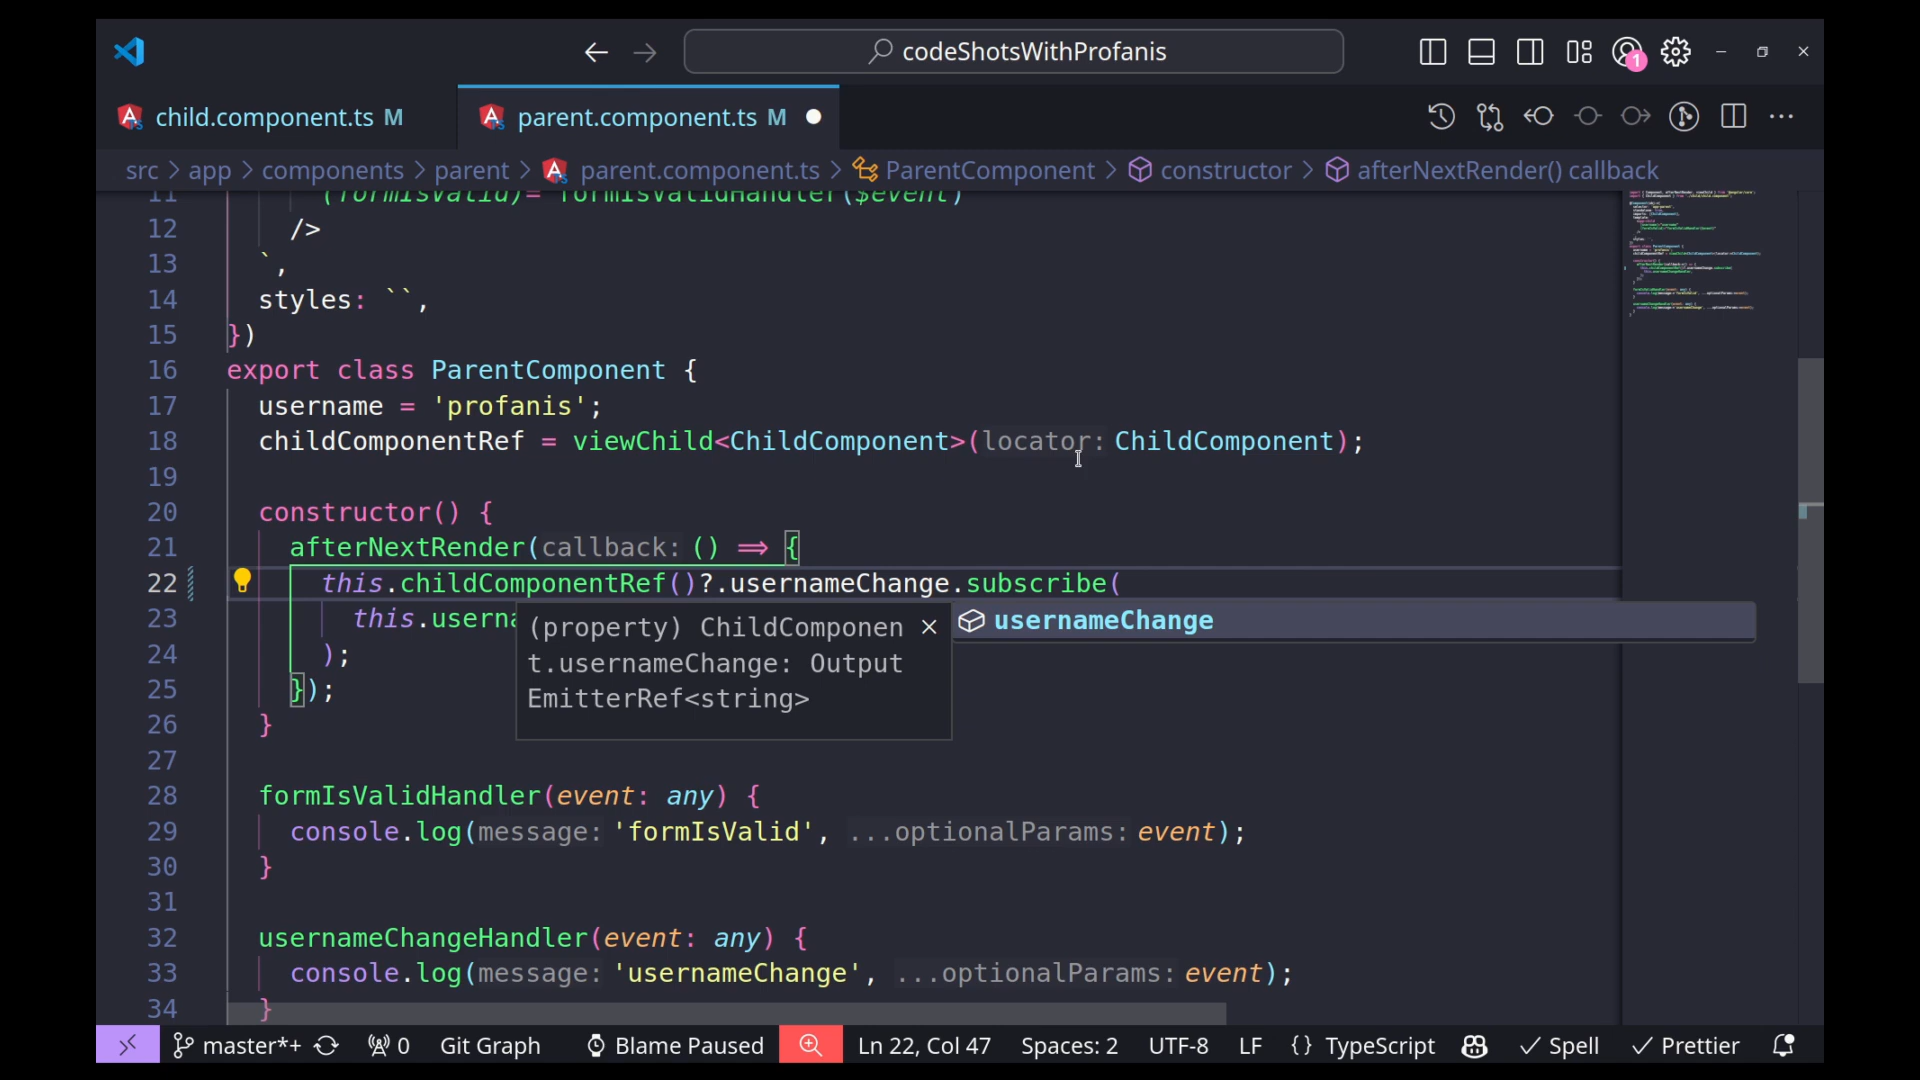 codeShotsWithProfanis
1
child.component.ts M
parent.component.ts M
src > app > components > parent > parent.component.ts > ParentComponent > constructor > afterNextRender() callback
11 (formIsValid)="formIsValidHandler($event)"
12 />
13 `,
14 styles: ``,
15 })
16 export class ParentComponent {
17 username = 'profanis';
18 childComponentRef = viewChild<ChildComponent>(locator: ChildComponent);
19
20 constructor() {
21 afterNextRender(callback: () => {
22 this.childComponentRef()?.usernameChange.subscribe(
23 this.userna
usernameChange
(property) ChildComponen
t.usernameChange: Output
EmitterRef<string>
24 );
25 });
26 }
27
28 formIsValidHandler(event: any) {
29 console.log(message: 'formIsValid', ...optionalParams: event);
30 }
31
32 usernameChangeHandler(event: any) {
33 console.log(message: 'usernameChange', ...optionalParams: event);
34 }
master*+ 0 Git Graph Blame Paused Ln 22, Col 47 Spaces: 2 UTF-8 LF {} TypeScript Spell Prettier